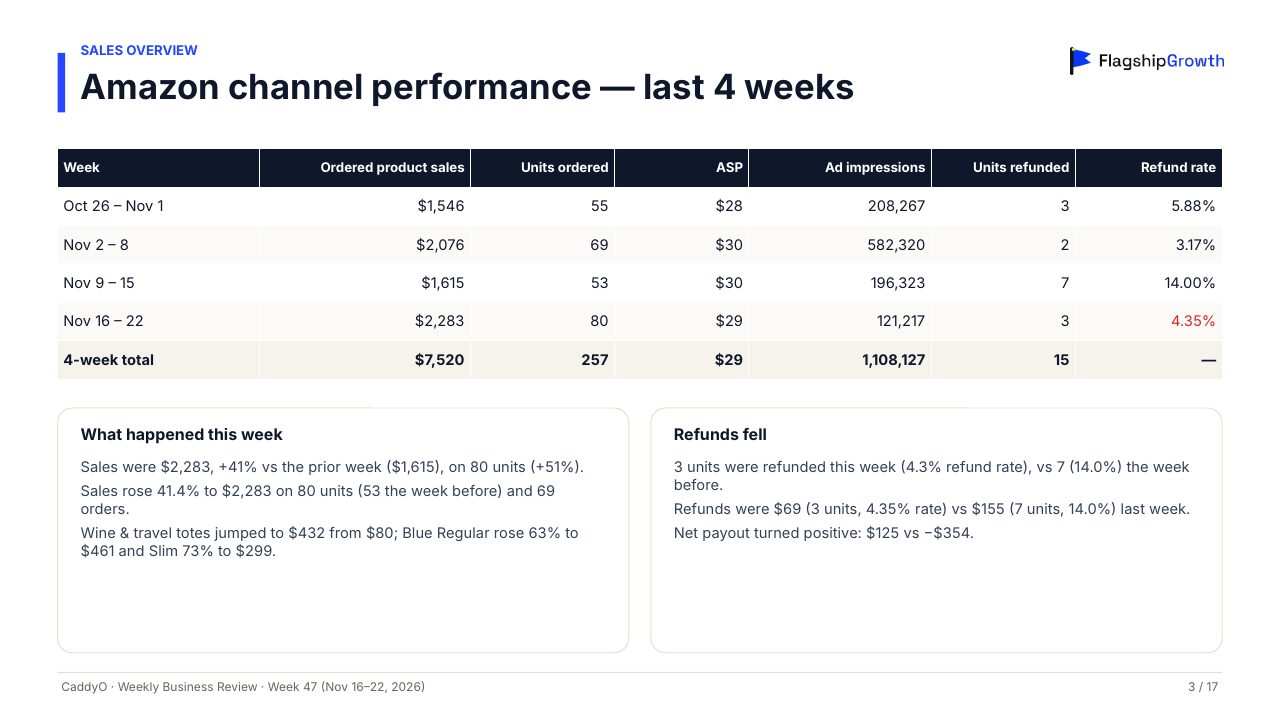 SALES OVERVIEW
Amazon channel performance — last 4 weeks
FlagshipGrowth
Week Ordered product sales Units ordered ASP Ad impressions Units refunded Refund rate
Oct 26 – Nov 1 $1,546 55 $28 208,267 3 5.88%
Nov 2 – 8 $2,076 69 $30 582,320 2 3.17%
Nov 9 – 15 $1,615 53 $30 196,323 7 14.00%
Nov 16 – 22 $2,283 80 $29 121,217 3 4.35%
4-week total $7,520 257 $29 1,108,127 15 —
What happened this week
Sales were $2,283, +41% vs the prior week ($1,615), on 80 units (+51%).
Sales rose 41.4% to $2,283 on 80 units (53 the week before) and 69
orders.
Wine & travel totes jumped to $432 from $80; Blue Regular rose 63% to
$461 and Slim 73% to $299.
Refunds fell
3 units were refunded this week (4.3% refund rate), vs 7 (14.0%) the week
before.
Refunds were $69 (3 units, 4.35% rate) vs $155 (7 units, 14.0%) last week.
Net payout turned positive: $125 vs −$354.
CaddyO · Weekly Business Review · Week 47 (Nov 16–22, 2026)
3 / 17